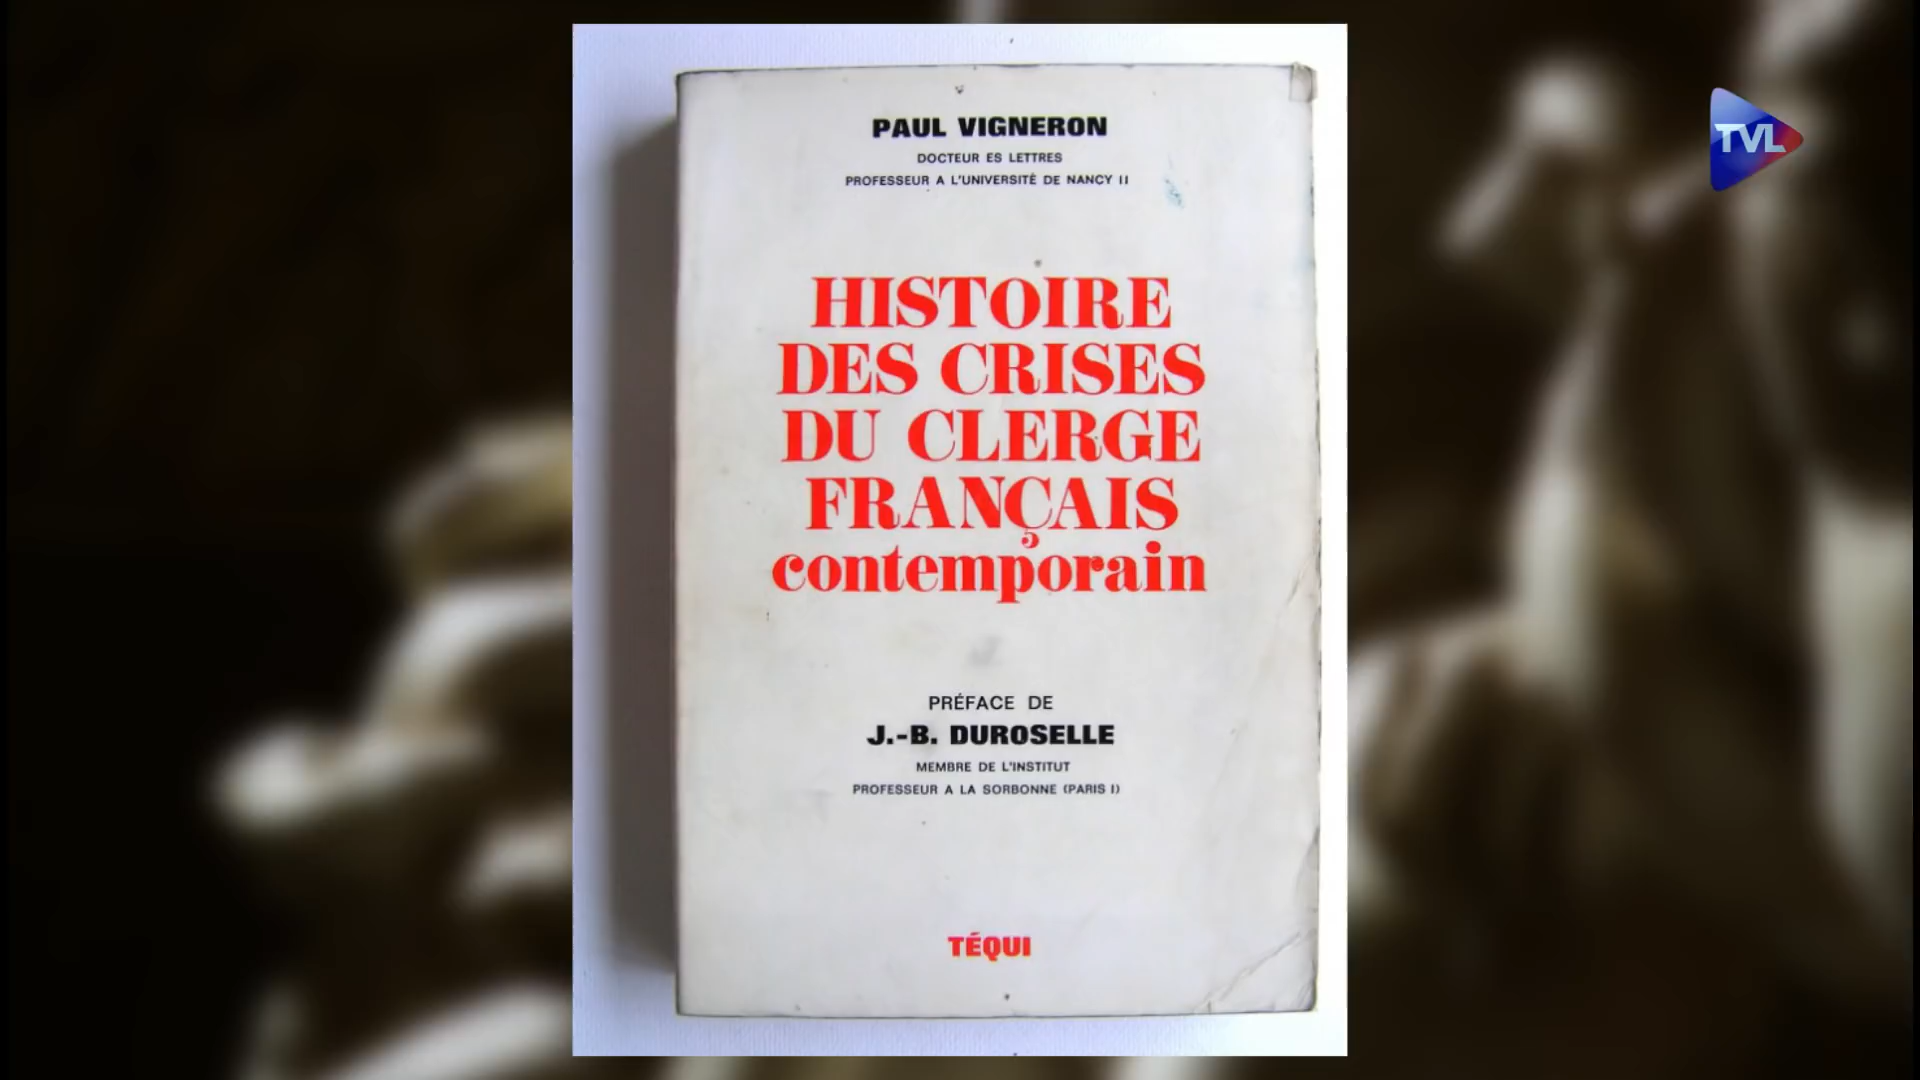 PAUL VIGNERON
DOCTEUR ES LETTRES
PROFESSEUR A L'UNIVERSITÉ DE NANCY II
HISTOIRE
DES CRISES
DU CLERGE
FRANÇAIS
contemporain
PRÉFACE DE
J.-B. DUROSELLE
MEMBRE DE L'INSTITUT
PROFESSEUR A LA SORBONNE (PARIS I)
TÉQUI
TVL